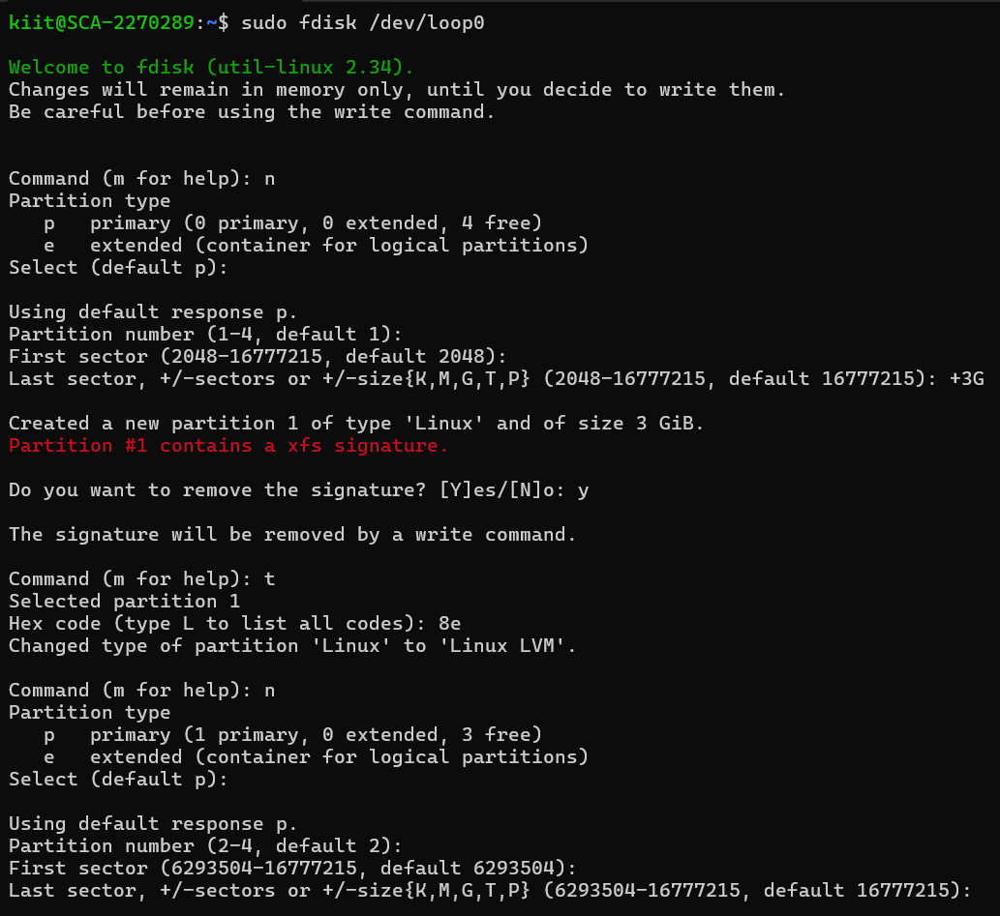 kiit@SCA-2270289:~$ sudo fdisk /dev/loop0
Welcome to fdisk (util-linux 2.34).
Changes will remain in memory only, until you decide to write them.
Be careful before using the write command.
Command (m for help): n
Partition type
   p   primary (0 primary, 0 extended, 4 free)
   e   extended (container for logical partitions)
Select (default p):
Using default response p.
Partition number (1-4, default 1):
First sector (2048-16777215, default 2048):
Last sector, +/-sectors or +/-size{K,M,G,T,P} (2048-16777215, default 16777215): +3G
Created a new partition 1 of type 'Linux' and of size 3 GiB.
Partition #1 contains a xfs signature.
Do you want to remove the signature? [Y]es/[N]o: y
The signature will be removed by a write command.
Command (m for help): t
Selected partition 1
Hex code (type L to list all codes): 8e
Changed type of partition 'Linux' to 'Linux LVM'.
Command (m for help): n
Partition type
   p   primary (1 primary, 0 extended, 3 free)
   e   extended (container for logical partitions)
Select (default p):
Using default response p.
Partition number (2-4, default 2):
First sector (6293504-16777215, default 6293504):
Last sector, +/-sectors or +/-size{K,M,G,T,P} (6293504-16777215, default 16777215):